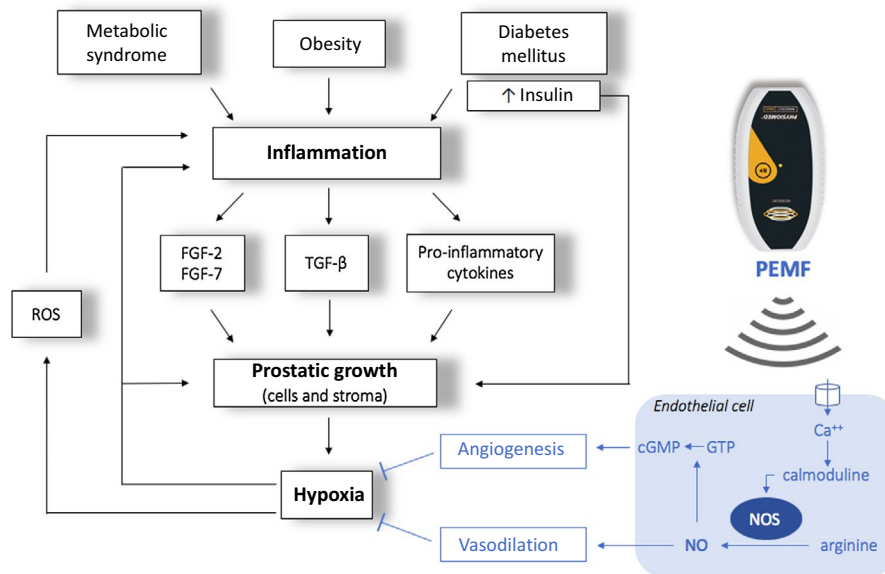 Metabolic
syndrome
Obesity
Diabetes
mellitus
↑ Insulin
Inflammation
FGF-2
FGF-7
TGF-β
Pro-inflammatory
cytokines
ROS
Prostatic growth
(cells and stroma)
Hypoxia
Angiogenesis
Vasodilation
PHYSIOMED
PEMF
Endothelial cell
Ca++
cGMP
GTP
calmoduline
NOS
NO
arginine